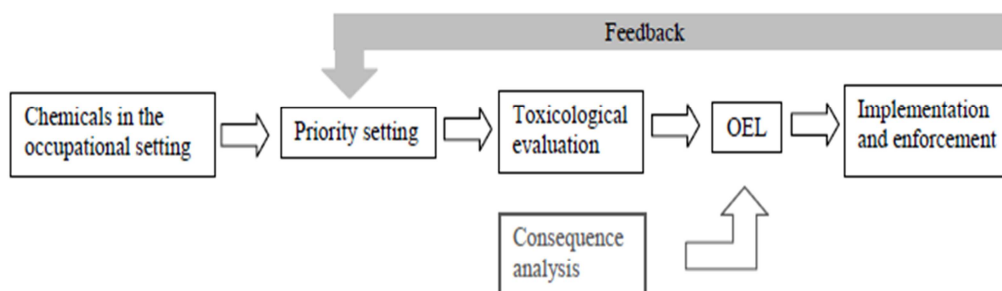 Feedback
Chemicals in the
occupational setting
Priority setting
Toxicological
evaluation
OEL
Implementation
and enforcement
Consequence
analysis